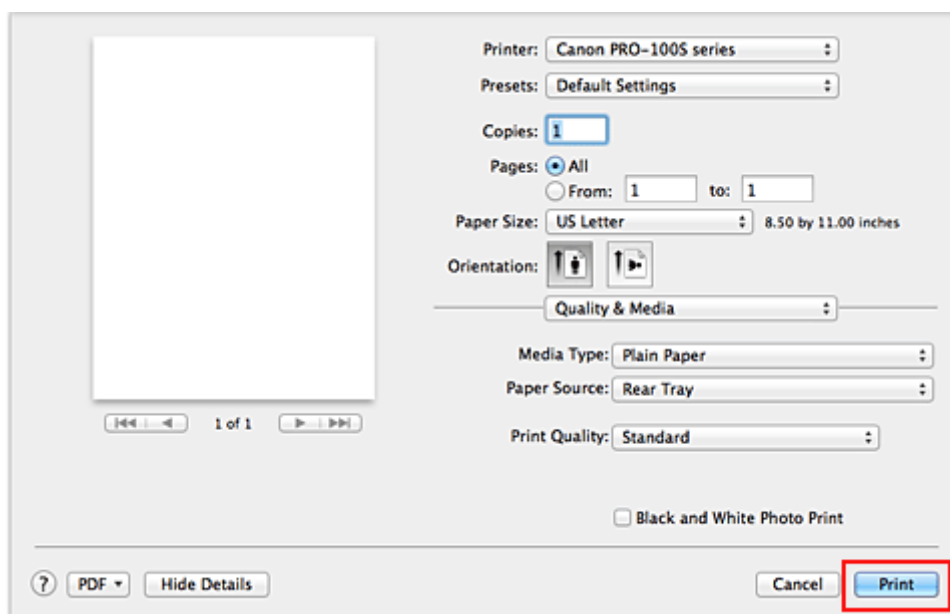 Printer: Canon PRO-100S series
Presets: Default Settings
Copies: 1
Pages: All
From: 1 to: 1
Paper Size: US Letter 8.50 by 11.00 inches
Orientation:
Quality & Media
Media Type: Plain Paper
Paper Source: Rear Tray
1 of 1
Print Quality: Standard
Black and White Photo Print
? PDF Hide Details Cancel Print